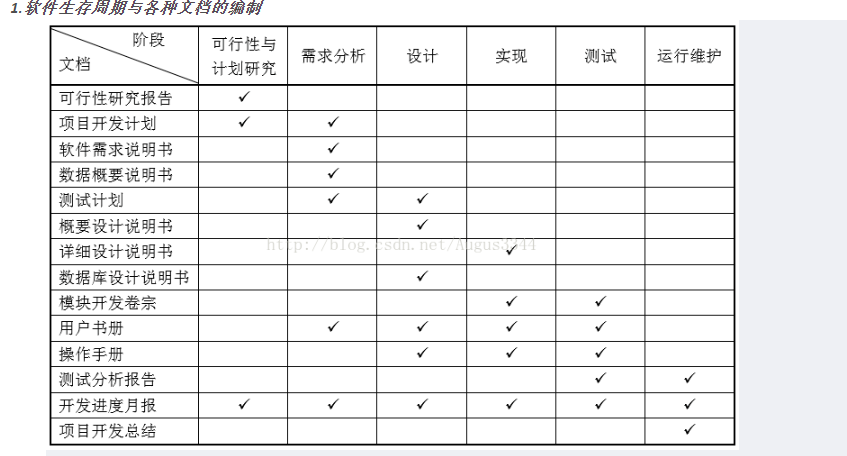 1.软件生存周期与各种文档的编制
阶段
文档
可行性与
计划研究
需求分析
设计
实现
测试
运行维护
可行性研究报告 ✓
项目开发计划 ✓ ✓
软件需求说明书 ✓
数据概要说明书 ✓
测试计划 ✓ ✓
概要设计说明书 ✓
http://blog.csdn.net/Augus3344
详细设计说明书 ✓
数据库设计说明书 ✓
模块开发卷宗 ✓ ✓
用户书册 ✓ ✓ ✓ ✓
操作手册 ✓ ✓ ✓
测试分析报告 ✓ ✓
开发进度月报 ✓ ✓ ✓ ✓ ✓ ✓
项目开发总结 ✓